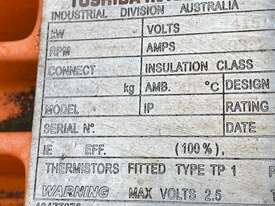 TOSHIBA
INDUSTRIAL DIVISION AUSTRALIA
kW VOLTS
RPM AMPS
CONNECT INSULATION CLASS
kg AMB. °C DESIGN
MODEL IP RATING
SERIAL Nº. DATE
IE EFF. (100%).
THERMISTORS FITTED TYPE TP 1
WARNING MAX VOLTS 2.5